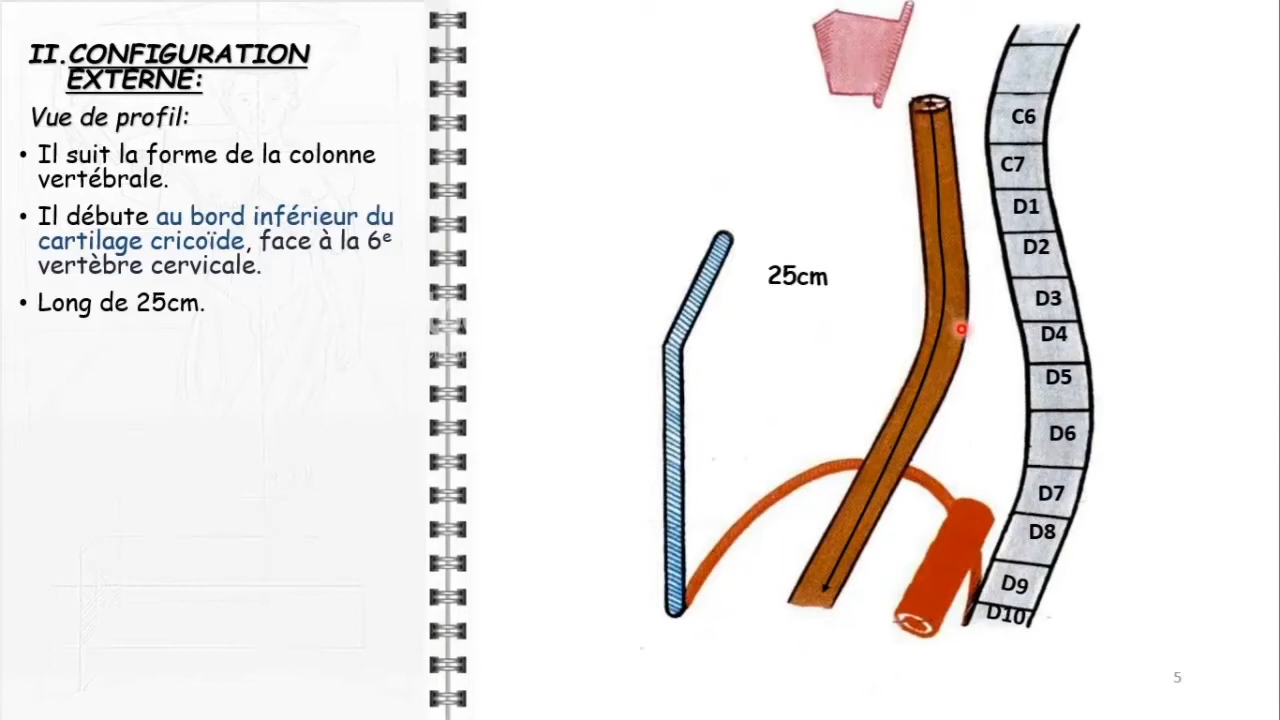 II.CONFIGURATION
EXTERNE:
Vue de profil:
• Il suit la forme de la colonne
vertébrale.
• Il débute au bord inférieur du
cartilage cricoïde, face à la 6ᵉ
vertèbre cervicale.
• Long de 25cm.
25cm
C6
C7
D1
D2
D3
D4
D5
D6
D7
D8
D9
D10
5